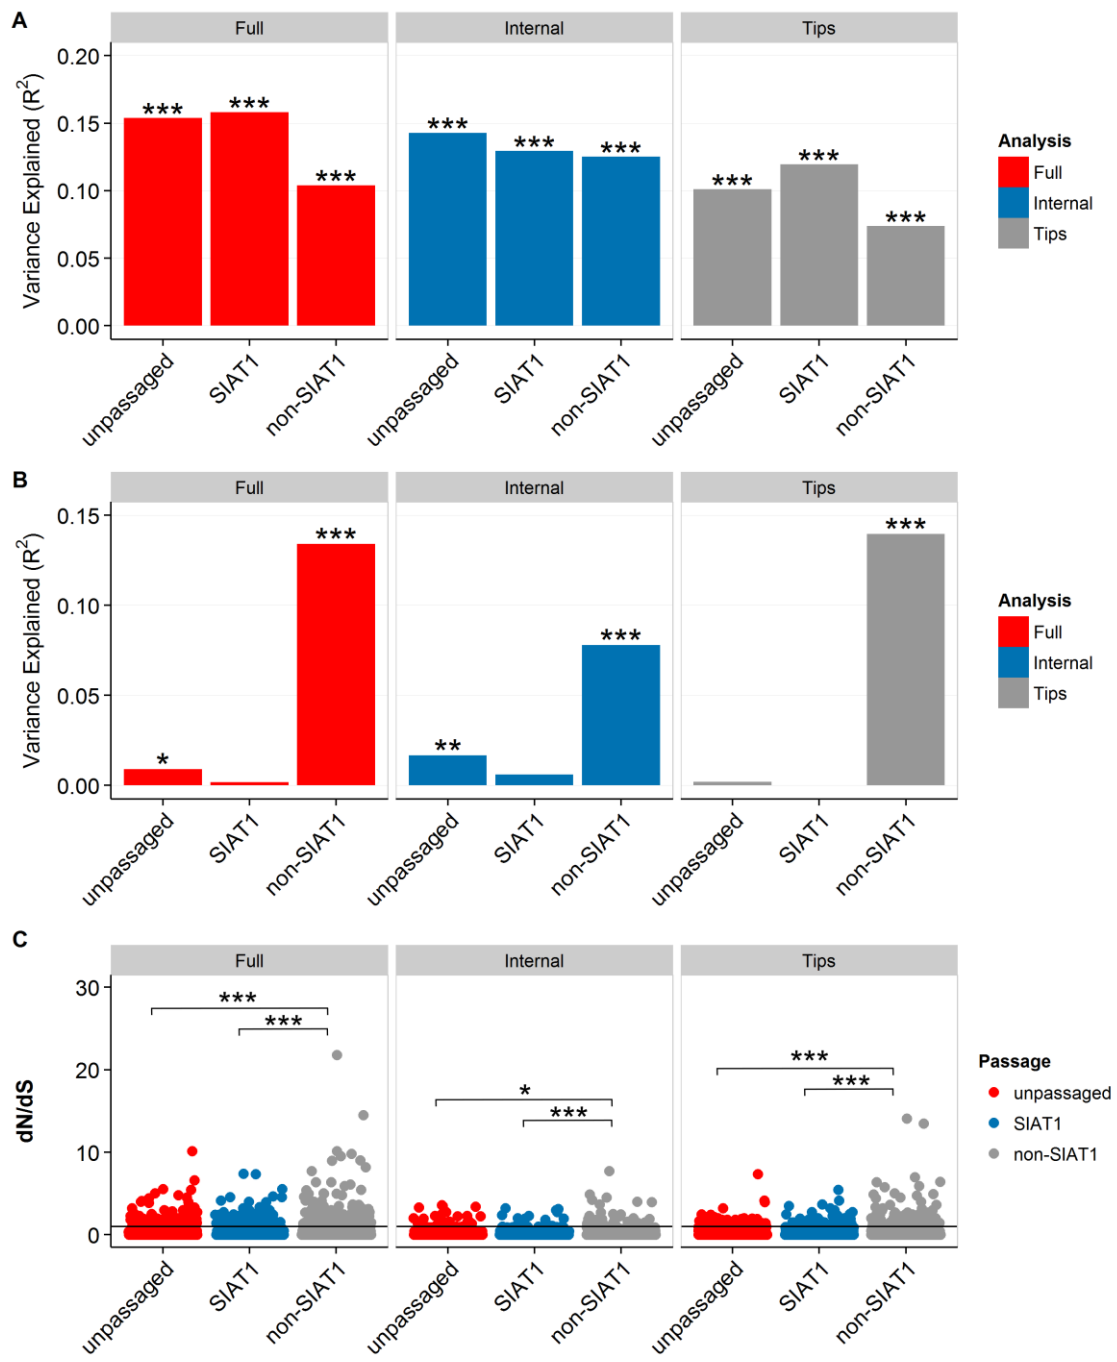 A
Full Internal Tips
Variance Explained (R²)
0.20
0.15
0.10
0.05
0.00
*** *** ***
*** *** ***
*** *** ***
unpassaged SIAT1 non-SIAT1
unpassaged SIAT1 non-SIAT1
unpassaged SIAT1 non-SIAT1
Analysis
Full
Internal
Tips
B
Full Internal Tips
Variance Explained (R²)
0.15
0.10
0.05
0.00
* ***
** ***
***
unpassaged SIAT1 non-SIAT1
unpassaged SIAT1 non-SIAT1
unpassaged SIAT1 non-SIAT1
Analysis
Full
Internal
Tips
C
Full Internal Tips
dN/dS
30
20
10
0
***
***
*
***
***
***
unpassaged SIAT1 non-SIAT1
unpassaged SIAT1 non-SIAT1
unpassaged SIAT1 non-SIAT1
Passage
unpassaged
SIAT1
non-SIAT1